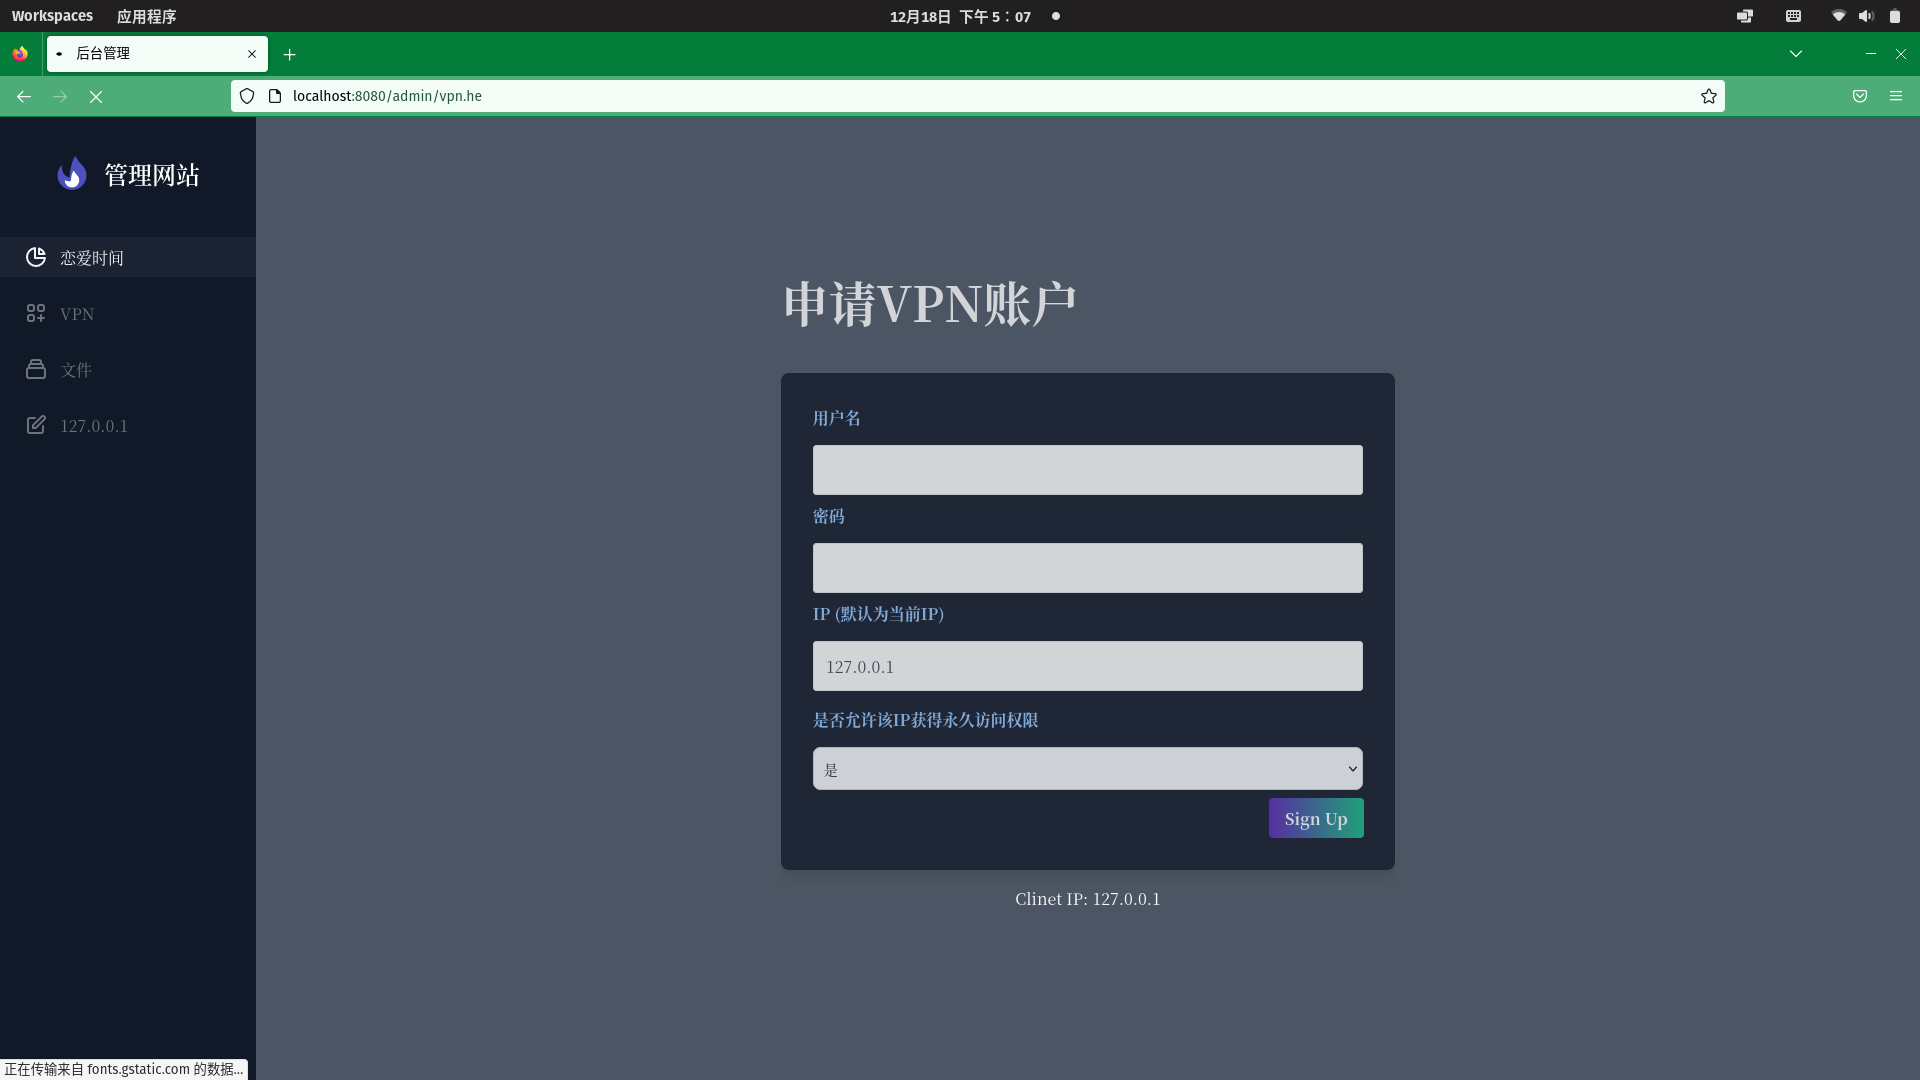 Workspaces 应用程序 12月18日 下午 5：07
后台管理
localhost:8080/admin/vpn.he
管理网站
恋爱时间
VPN
文件
127.0.0.1
申请VPN账户
用户名
密码
IP (默认为当前IP)
127.0.0.1
是否允许该IP获得永久访问权限
是
Sign Up
Clinet IP: 127.0.0.1
正在传输来自 fonts.gstatic.com 的数据…